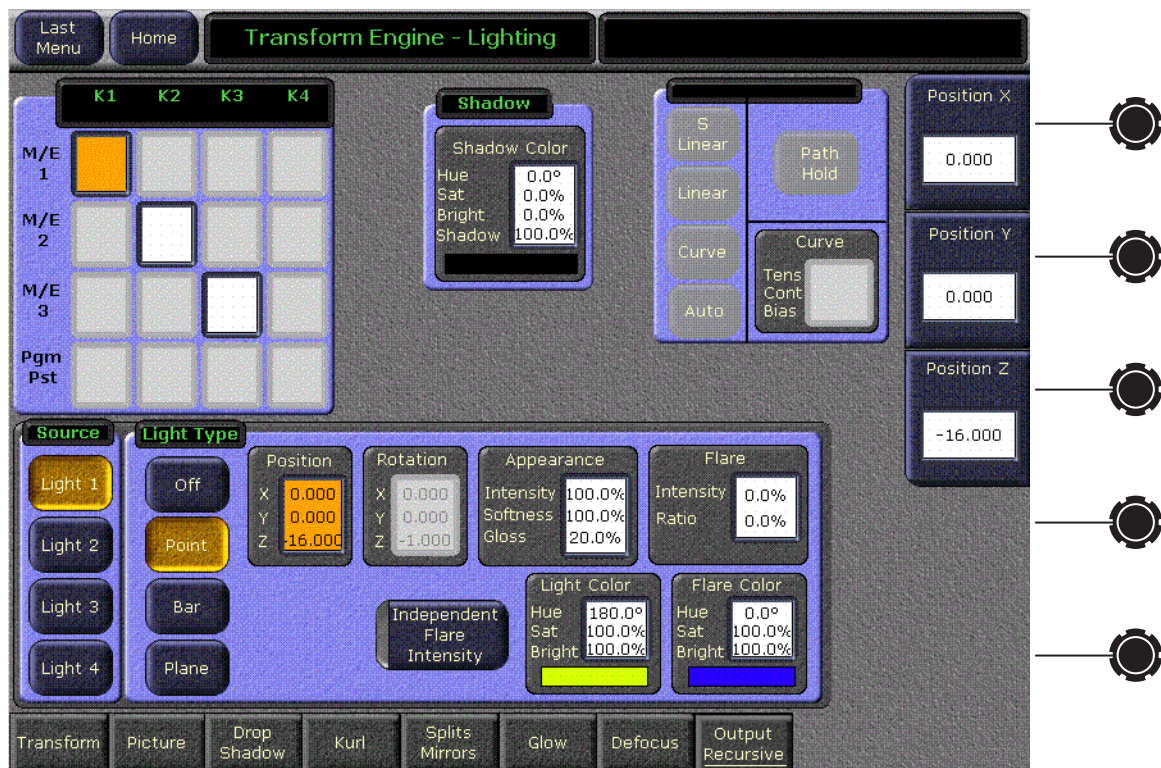 Last
Menu
Home
Transform Engine - Lighting
K1 K2 K3 K4
M/E
1
M/E
2
M/E
3
Pgm
Pst
Shadow
Shadow Color
Hue 0.0°
Sat 0.0%
Bright 0.0%
Shadow 100.0%
S
Linear
Linear
Curve
Auto
Path
Hold
Curve
Tens
Cont
Bias
Position X
0.000
Position Y
0.000
Position Z
-16.000
Source
Light 1
Light 2
Light 3
Light 4
Light Type
Off
Point
Bar
Plane
Position
X 0.000
Y 0.000
Z -16.000
Rotation
X 0.000
Y 0.000
Z -1.000
Appearance
Intensity 100.0%
Softness 100.0%
Gloss 20.0%
Flare
Intensity 0.0%
Ratio 0.0%
Independent
Flare
Intensity
Light Color
Hue 180.0°
Sat 100.0%
Bright 100.0%
Flare Color
Hue 0.0°
Sat 100.0%
Bright 100.0%
Transform
Picture
Drop
Shadow
Kurl
Splits
Mirrors
Glow
Defocus
Output
Recursive